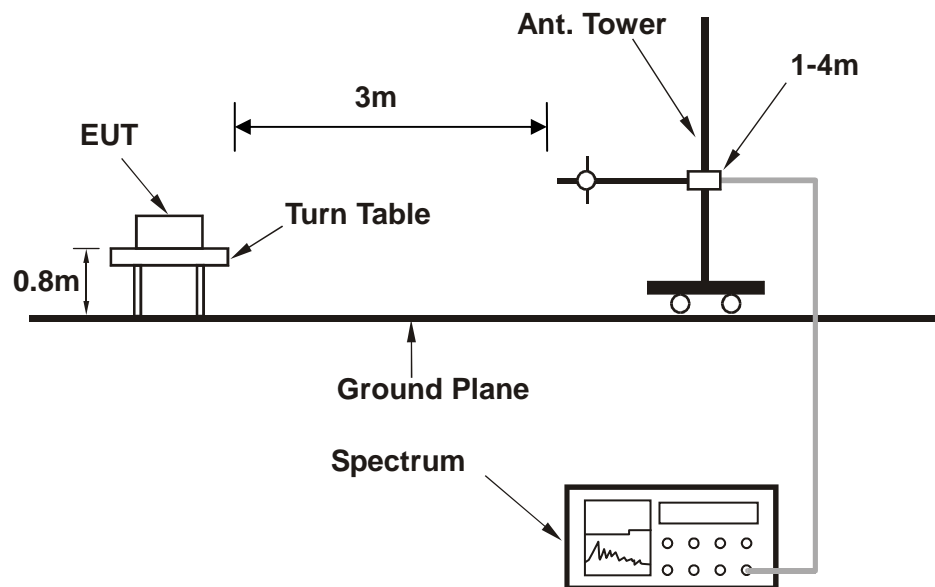 Ant. Tower
1-4m
3m
EUT
Turn Table
0.8m
Ground Plane
Spectrum